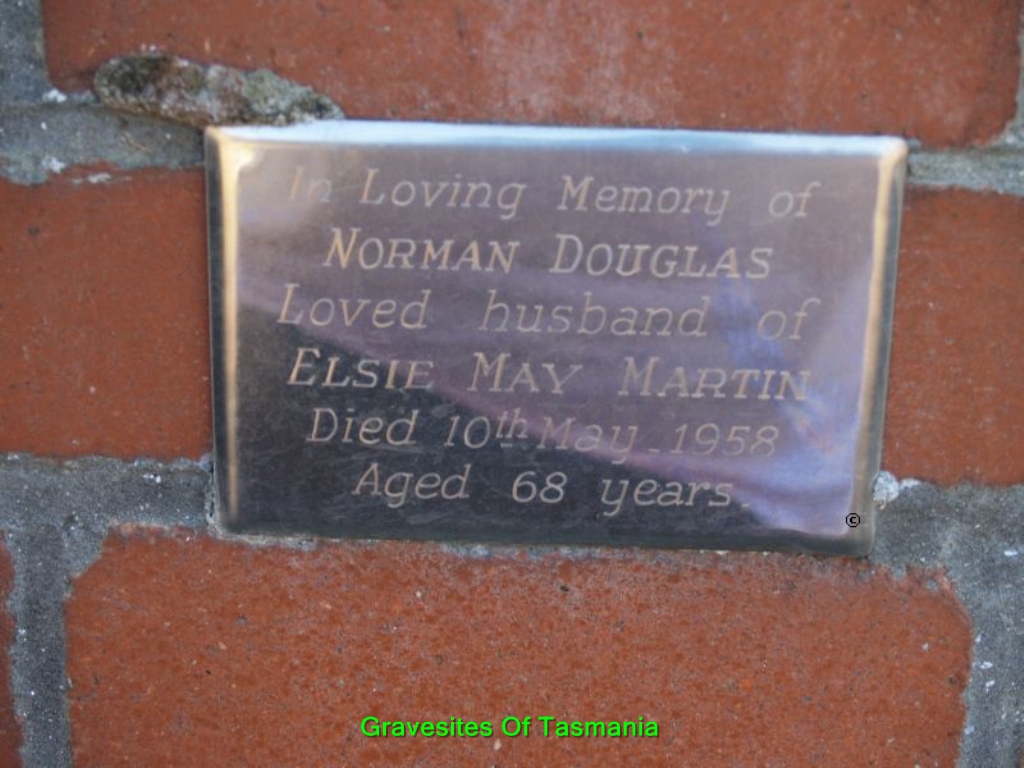 In Loving Memory of
NORMAN DOUGLAS
Loved husband of
ELSIE MAY MARTIN
Died 10th May 1958
Aged 68 years.
©
Gravesites Of Tasmania